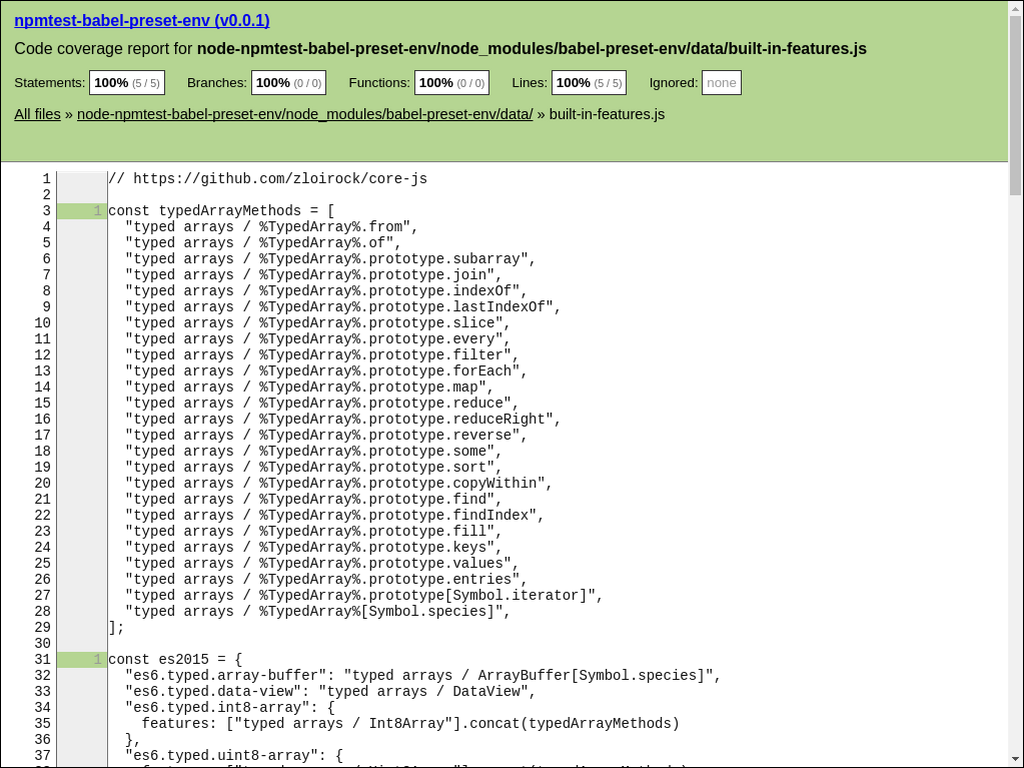 npmtest-babel-preset-env (v0.0.1)
Code coverage report for node-npmtest-babel-preset-env/node_modules/babel-preset-env/data/built-in-features.js
Statements: 100% (5 / 5) Branches: 100% (0 / 0) Functions: 100% (0 / 0) Lines: 100% (5 / 5) Ignored: none
All files » node-npmtest-babel-preset-env/node_modules/babel-preset-env/data/ » built-in-features.js
1 // https://github.com/zloirock/core-js
2
3 1 const typedArrayMethods = [
4 "typed arrays / %TypedArray%.from",
5 "typed arrays / %TypedArray%.of",
6 "typed arrays / %TypedArray%.prototype.subarray",
7 "typed arrays / %TypedArray%.prototype.join",
8 "typed arrays / %TypedArray%.prototype.indexOf",
9 "typed arrays / %TypedArray%.prototype.lastIndexOf",
10 "typed arrays / %TypedArray%.prototype.slice",
11 "typed arrays / %TypedArray%.prototype.every",
12 "typed arrays / %TypedArray%.prototype.filter",
13 "typed arrays / %TypedArray%.prototype.forEach",
14 "typed arrays / %TypedArray%.prototype.map",
15 "typed arrays / %TypedArray%.prototype.reduce",
16 "typed arrays / %TypedArray%.prototype.reduceRight",
17 "typed arrays / %TypedArray%.prototype.reverse",
18 "typed arrays / %TypedArray%.prototype.some",
19 "typed arrays / %TypedArray%.prototype.sort",
20 "typed arrays / %TypedArray%.prototype.copyWithin",
21 "typed arrays / %TypedArray%.prototype.find",
22 "typed arrays / %TypedArray%.prototype.findIndex",
23 "typed arrays / %TypedArray%.prototype.fill",
24 "typed arrays / %TypedArray%.prototype.keys",
25 "typed arrays / %TypedArray%.prototype.values",
26 "typed arrays / %TypedArray%.prototype.entries",
27 "typed arrays / %TypedArray%.prototype[Symbol.iterator]",
28 "typed arrays / %TypedArray%[Symbol.species]",
29 ];
30
31 1 const es2015 = {
32 "es6.typed.array-buffer": "typed arrays / ArrayBuffer[Symbol.species]",
33 "es6.typed.data-view": "typed arrays / DataView",
34 "es6.typed.int8-array": {
35 features: ["typed arrays / Int8Array"].concat(typedArrayMethods)
36 },
37 "es6.typed.uint8-array": {